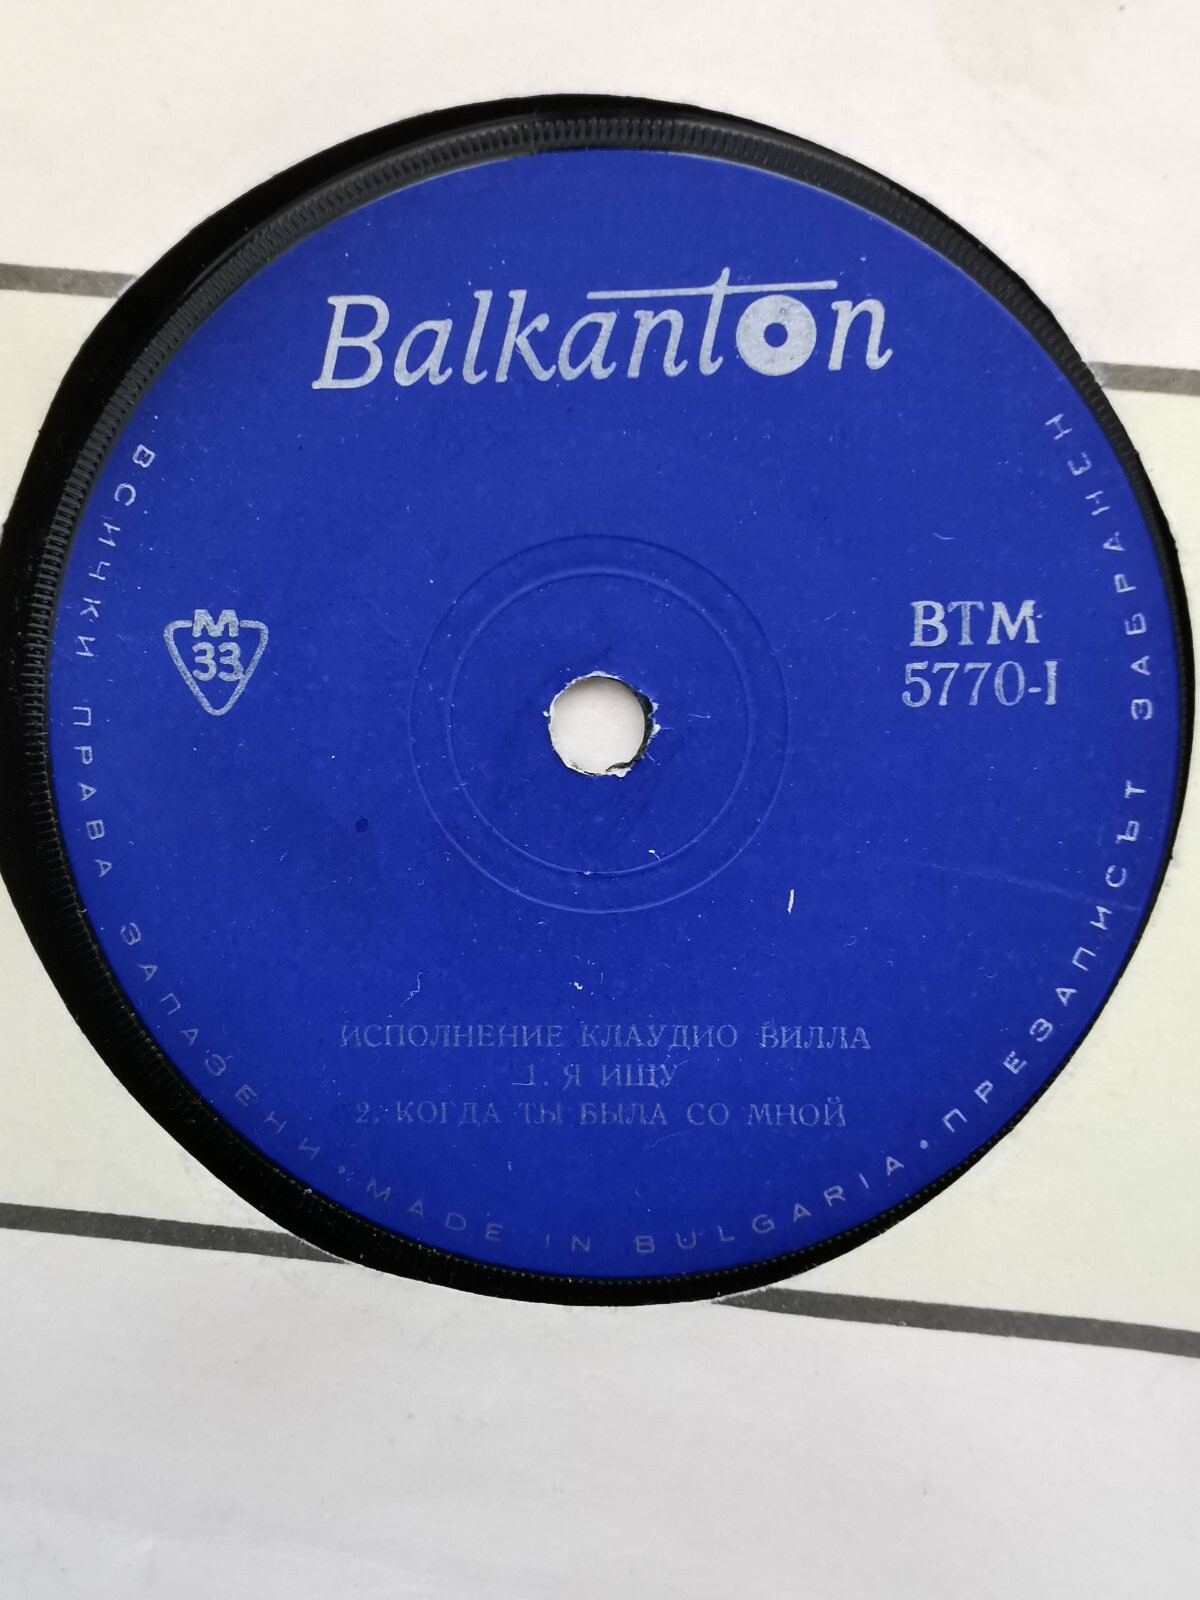 Balkanton
М
33
ВТМ
5770-I
ИСПОЛНЕНИЕ КЛАУДИО ВИЛЛА
1. Я ИЩУ
2. КОГДА ТЫ БЫЛА СО МНОЙ
ВСИЧКИ ПРАВА ЗАПАЗЕНИ • MADE IN BULGARIA • ПРЕЗАПИСЪТ ЗАБРАНЕН